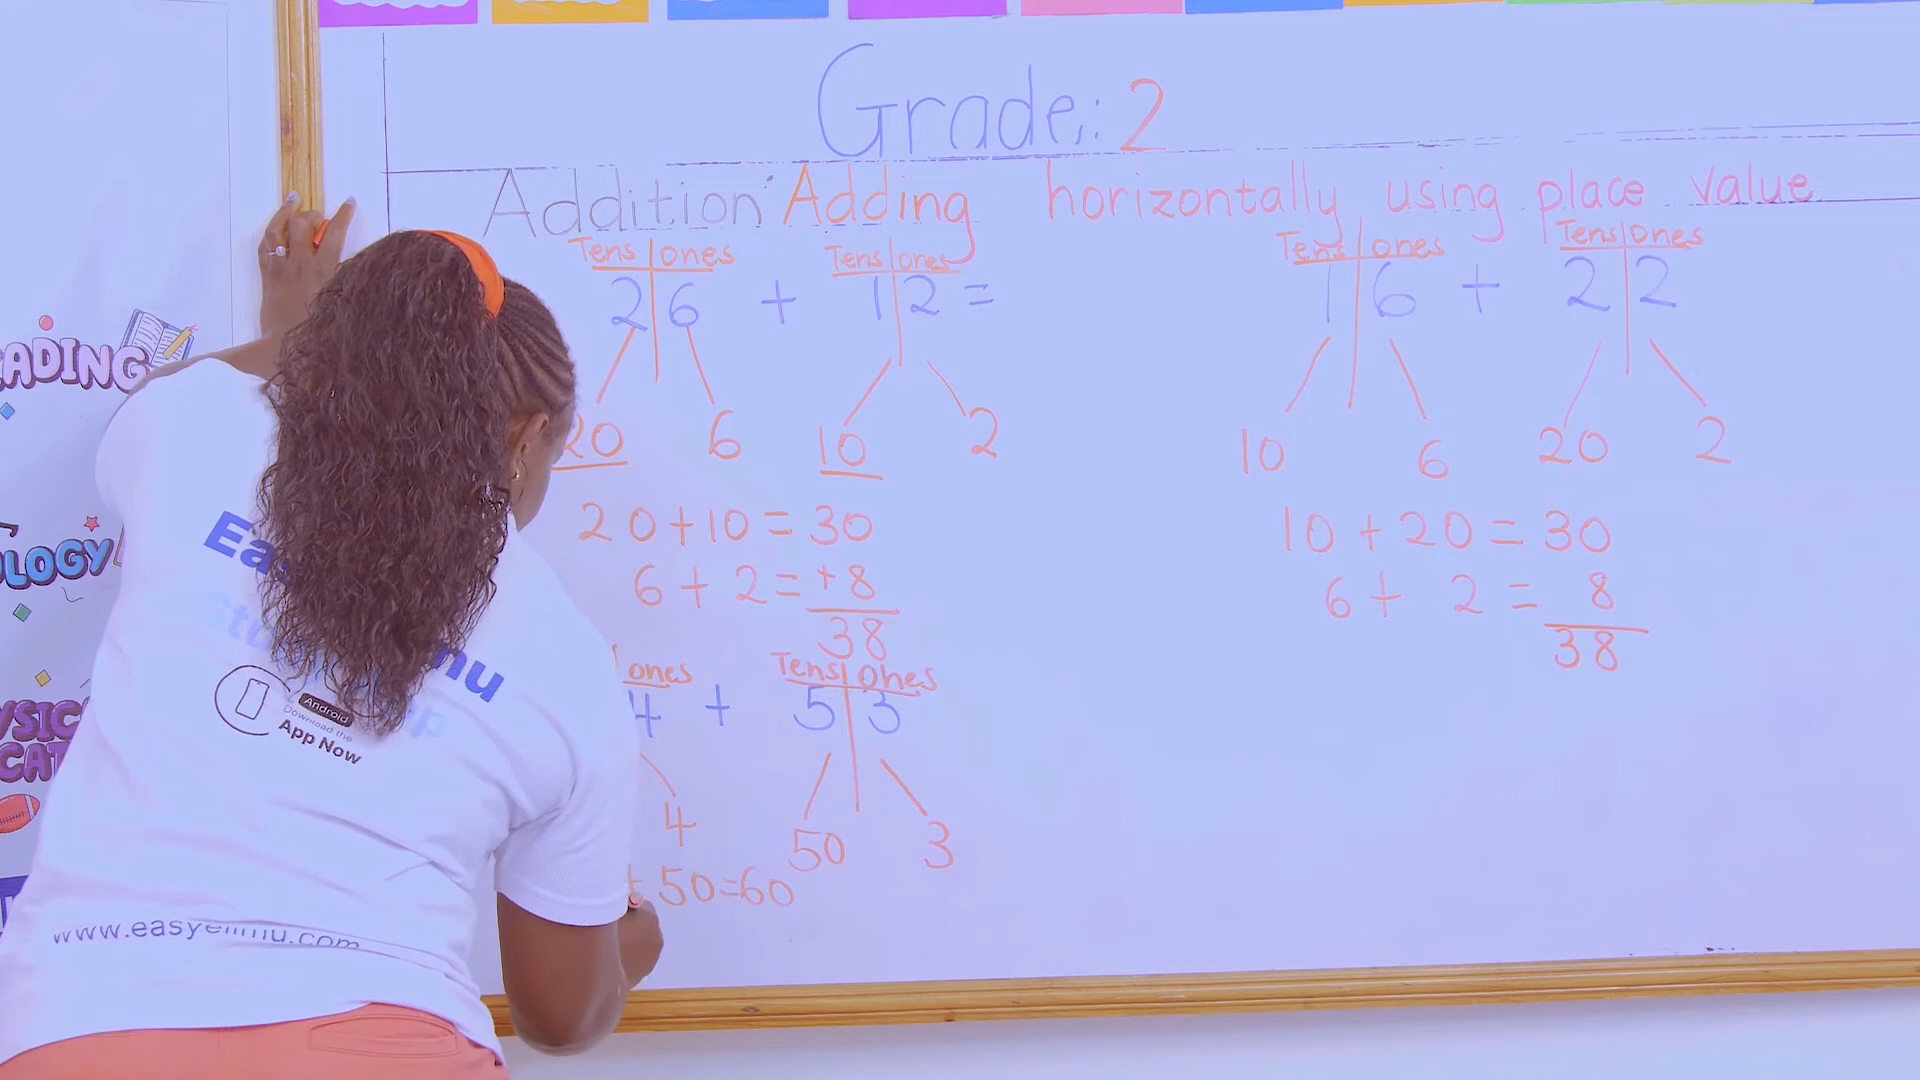 Grade: 2
Addition: Adding horizontally using place value
Tens ones Tens ones
26 + 12 =
20 6 10 2
20+10=30
6+2=+8
38
ones Tens Ones
4 + 53
4 50 3
+ 50=60
Tens ones Tens ones
16 + 22
10 6 20 2
10+20=30
6+ 2= 8
38
ADING
OLOGY
Android
Download the
App Now
www.easyelimu.com